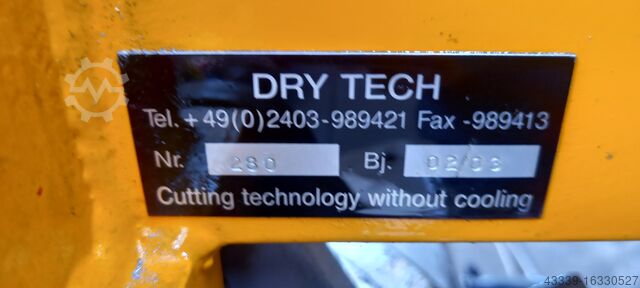 DRY TECH
Tel. +49(0)2403-989421 Fax -989413
Nr. 280 Bj. 02/03
Cutting technology without cooling
43339-16330527